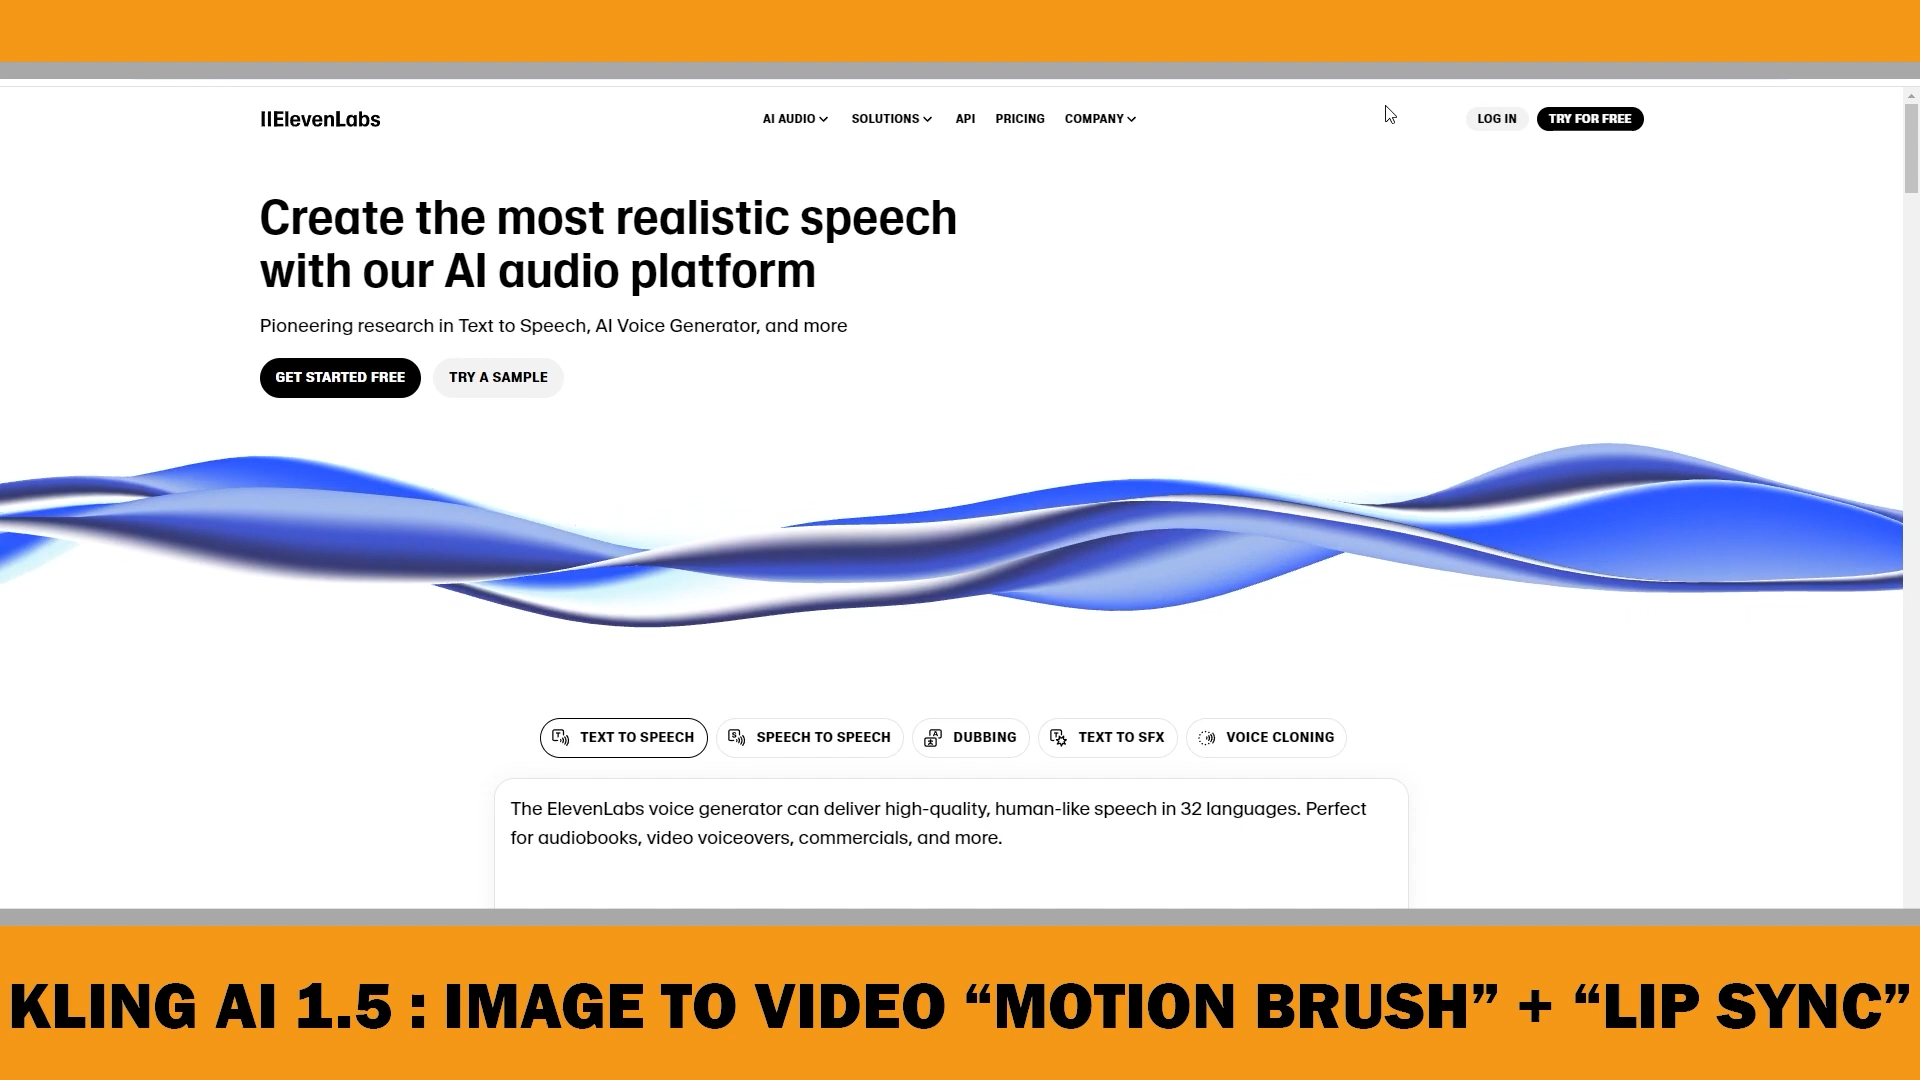 IIElevenLabs
AI AUDIO SOLUTIONS API PRICING COMPANY
LOG IN TRY FOR FREE
Create the most realistic speech
with our AI audio platform
Pioneering research in Text to Speech, AI Voice Generator, and more
GET STARTED FREE TRY A SAMPLE
TEXT TO SPEECH SPEECH TO SPEECH DUBBING TEXT TO SFX VOICE CLONING
The ElevenLabs voice generator can deliver high-quality, human-like speech in 32 languages. Perfect
for audiobooks, video voiceovers, commercials, and more.
KLING AI 1.5 : IMAGE TO VIDEO “MOTION BRUSH” + “LIP SYNC”